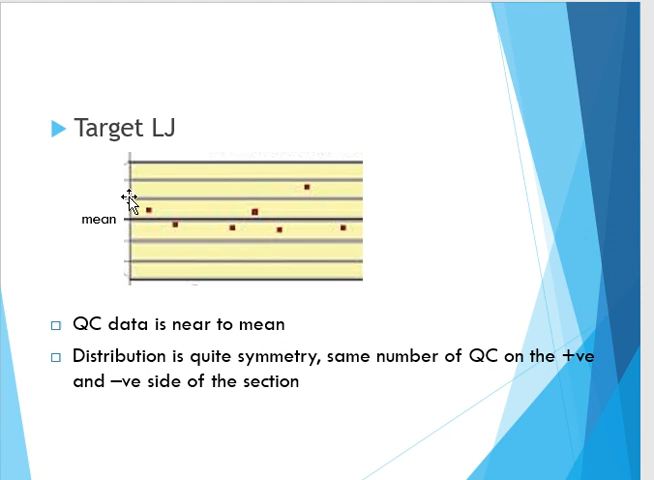 Target LJ
mean
QC data is near to mean
Distribution is quite symmetry, same number of QC on the +ve
and –ve side of the section